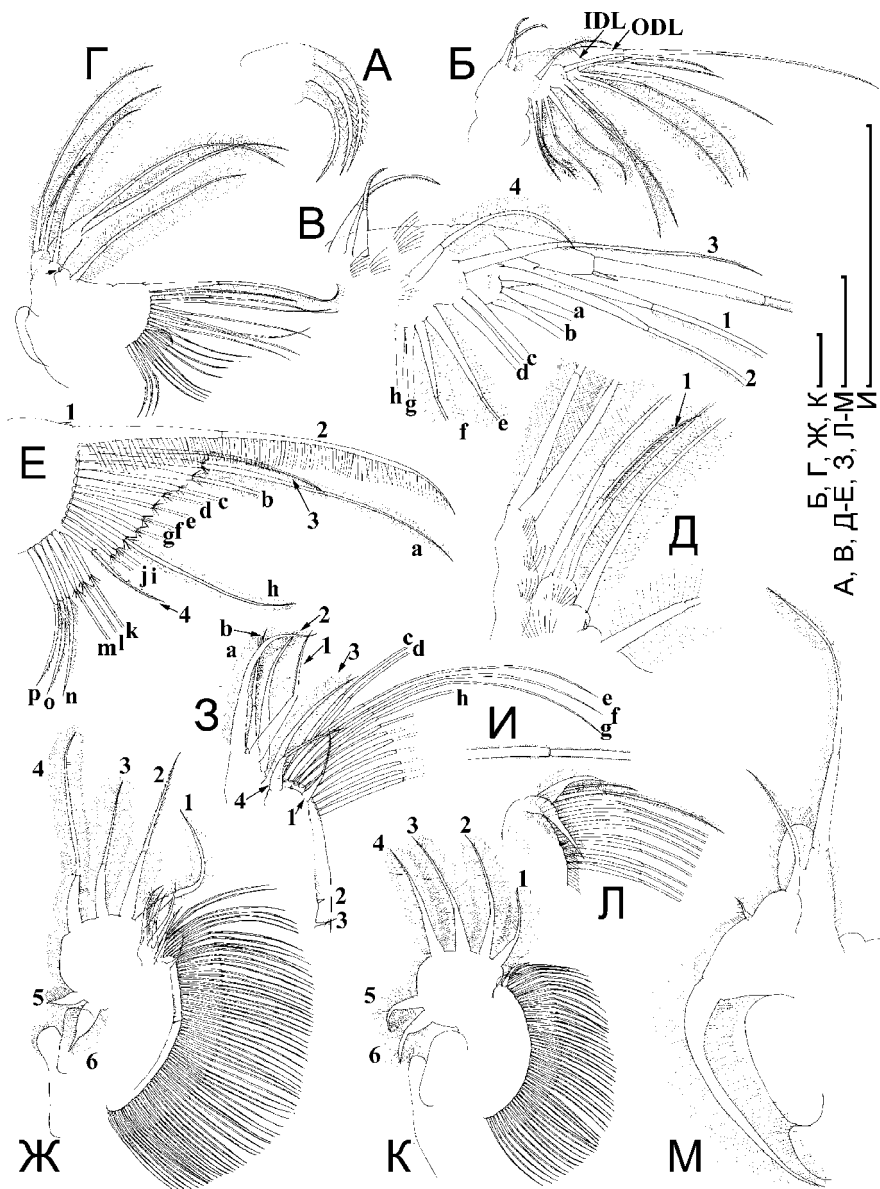 Г
А
Б
IDL
ODL
В
4
3
a
b
1
c
d
2
h
g
f
e
1
Е
2
3
a
b
c
d
e
f
g
j
i
h
4
m
l
k
p
o
n
1
Д
b
a
2
1
3
c
d
З
h
И
e
f
g
4
1
2
3
4
3
2
1
5
6
Ж
4
3
2
1
5
6
К
Л
М
Б, Г, Ж, К
А, В, Д-Е, З, Л-М
И